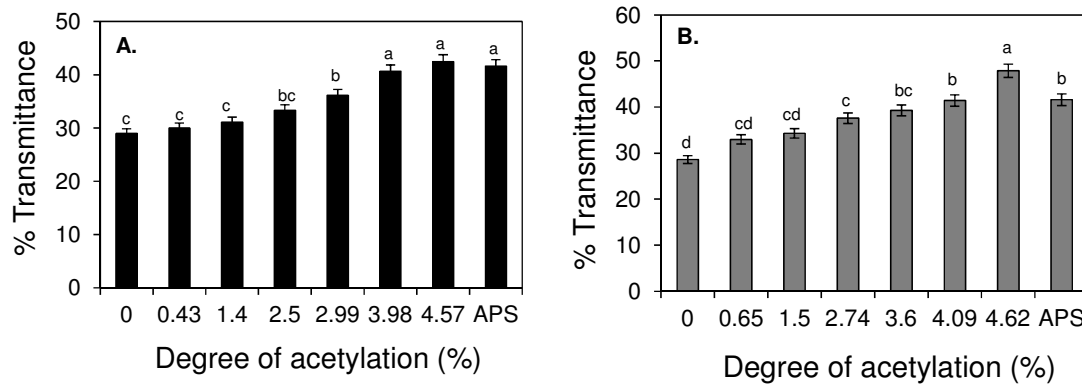 A.
% Transmittance
50
40
30
20
10
0
c c c bc b a a a
0 0.43 1.4 2.5 2.99 3.98 4.57 APS
Degree of acetylation (%)
B.
% Transmittance
60
50
40
30
20
10
0
d cd cd c bc b a b
0 0.65 1.5 2.74 3.6 4.09 4.62 APS
Degree of acetylation (%)